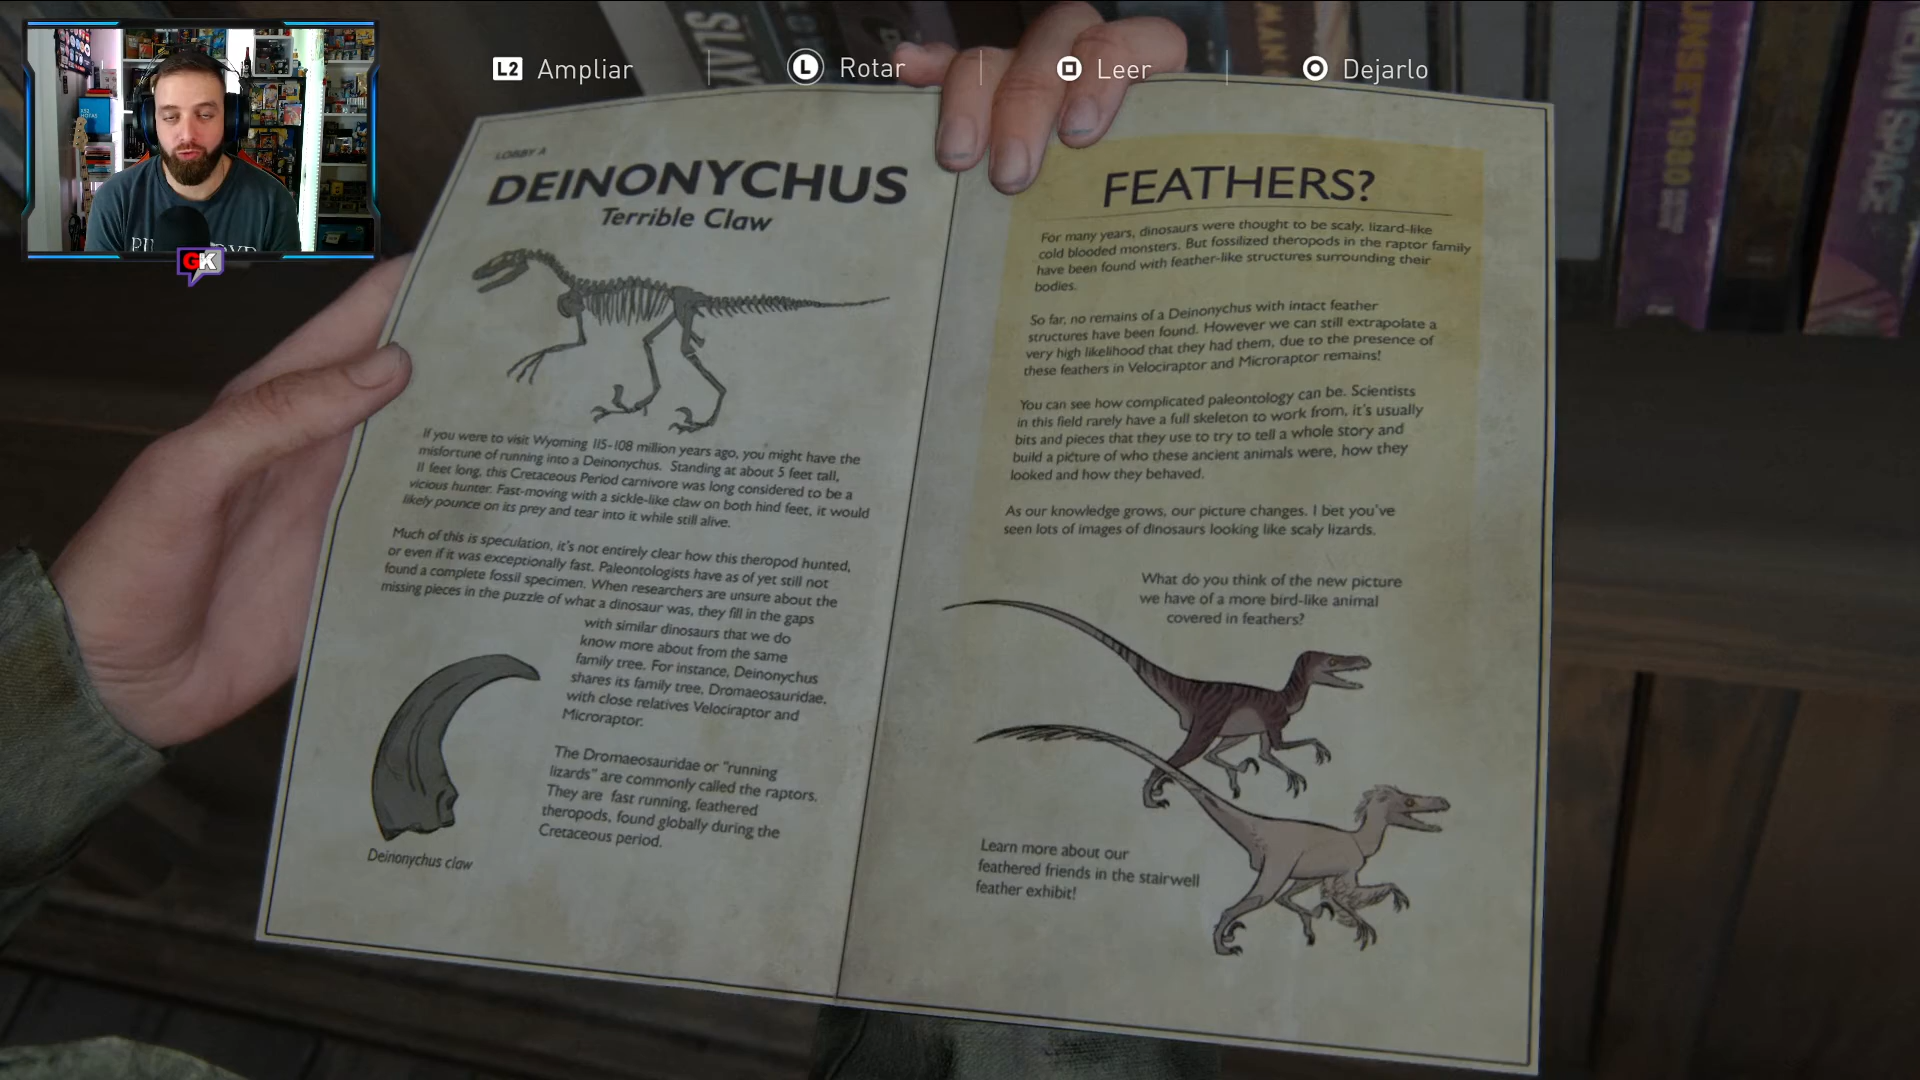 L2 Ampliar
L Rotar
Leer
Dejarlo
GK
SLAY
MAN
SUNSET 1980
SPACE
LOBBY A
DEINONYCHUS
Terrible Claw
If you were to visit Wyoming 115-108 million years ago, you might have the
misfortune of running into a Deinonychus. Standing at about 5 feet tall,
11 feet long, this Cretaceous Period carnivore was long considered to be a
vicious hunter. Fast-moving with a sickle-like claw on both hind feet, it would
likely pounce on its prey and tear into it while still alive.
Much of this is speculation, it's not entirely clear how this theropod hunted,
or even if it was exceptionally fast. Paleontologists have as of yet still not
found a complete fossil specimen. When researchers are unsure about the
missing pieces in the puzzle of what a dinosaur was, they fill in the gaps
with similar dinosaurs that we do
know more about from the same
family tree. For instance, Deinonychus
shares its family tree, Dromaeosauridae,
with close relatives Velociraptor and
Microraptor.
The Dromaeosauridae or "running
lizards" are commonly called the raptors.
They are fast running, feathered
theropods, found globally during the
Cretaceous period.
Deinonychus claw
FEATHERS?
For many years, dinosaurs were thought to be scaly, lizard-like
cold blooded monsters. But fossilized theropods in the raptor family
have been found with feather-like structures surrounding their
bodies.
So far, no remains of a Deinonychus with intact feather
structures have been found. However we can still extrapolate a
very high likelihood that they had them, due to the presence of
these feathers in Velociraptor and Microraptor remains!
You can see how complicated paleontology can be. Scientists
in this field rarely have a full skeleton to work from, it's usually
bits and pieces that they use to try to tell a whole story and
build a picture of who these ancient animals were, how they
looked and how they behaved.
As our knowledge grows, our picture changes. I bet you've
seen lots of images of dinosaurs looking like scaly lizards.
What do you think of the new picture
we have of a more bird-like animal
covered in feathers?
Learn more about our
feathered friends in the stairwell
feather exhibit!